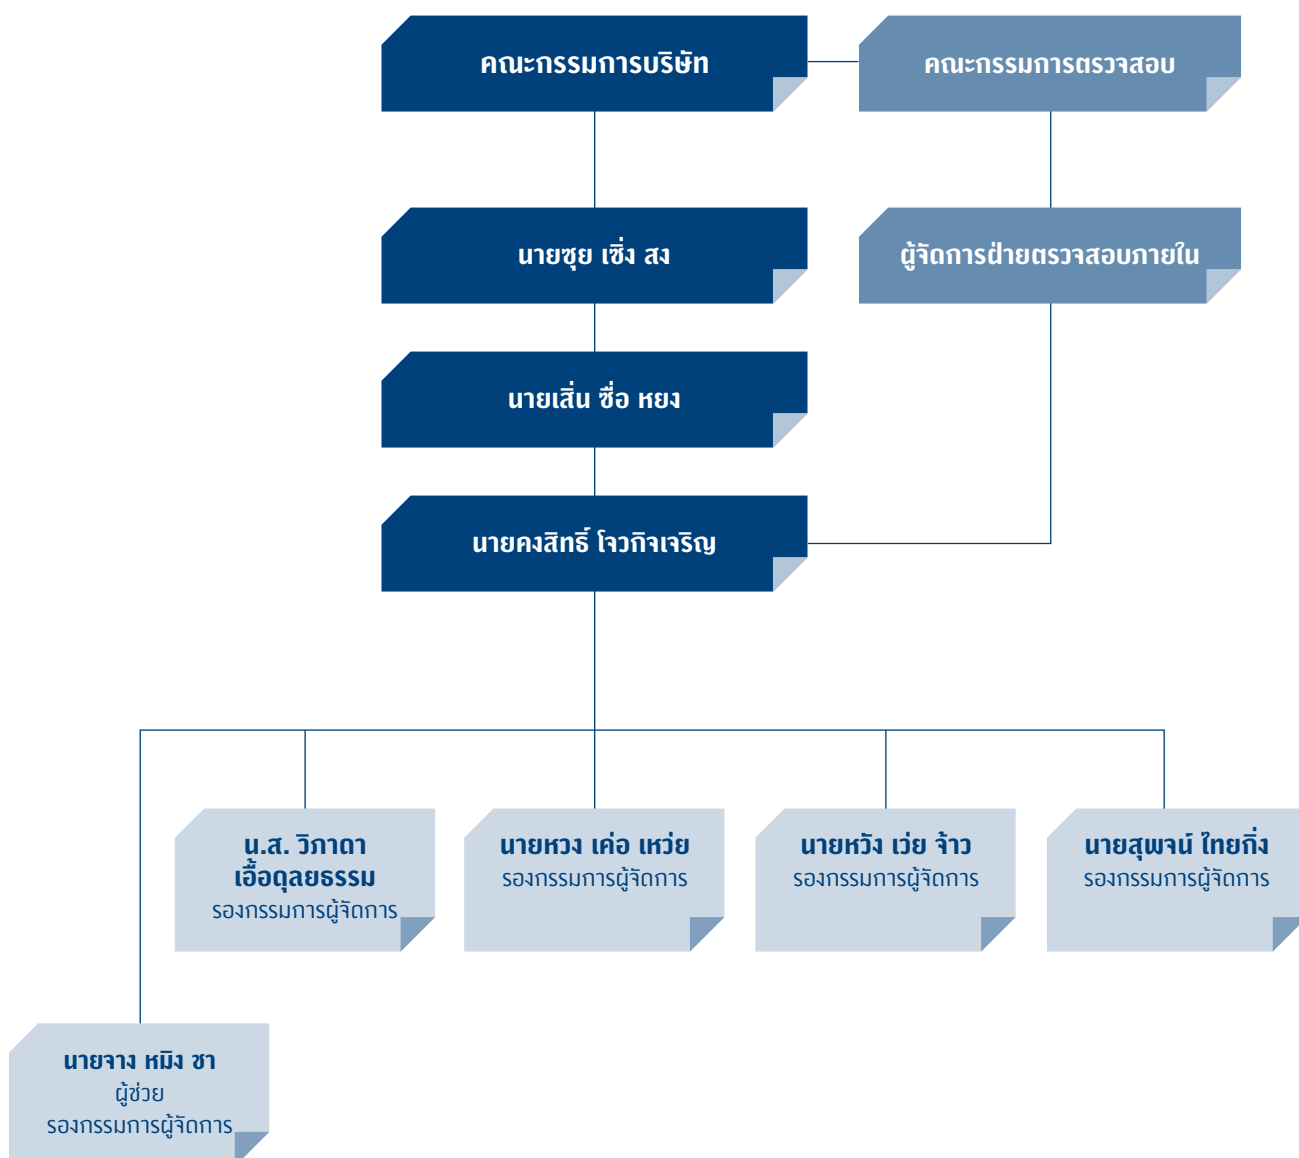 คณะกรรมการบริษัท
คณะกรรมการตรวจสอบ
นายซุย เซิ่ง สง
ผู้จัดการฝ่ายตรวจสอบภายใน
นายเสิ่น ซื่อ หยง
นายคงสิทธิ์ โจวกิจเจริญ
น.ส. วิภาดา
เอื้อดุลยธรรม
รองกรรมการผู้จัดการ
นายหวง เค่อ เหว่ย
รองกรรมการผู้จัดการ
นายหวัง เว่ย จ้าว
รองกรรมการผู้จัดการ
นายสุพจน์ ไทยกิ่ง
รองกรรมการผู้จัดการ
นายจาง หมิง ชา
ผู้ช่วย
รองกรรมการผู้จัดการ